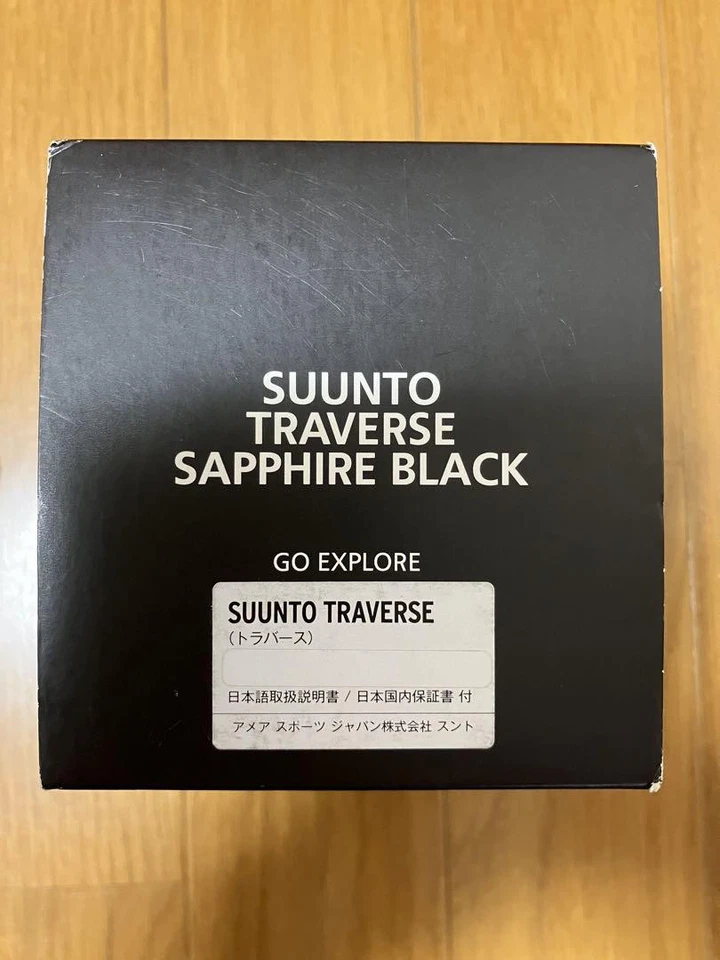 SUUNTO
TRAVERSE
SAPPHIRE BLACK
GO EXPLORE
SUUNTO TRAVERSE
(トラバース)
日本語取扱説明書 / 日本国内保証書 付
アメア スポーツ ジャパン株式会社 スント